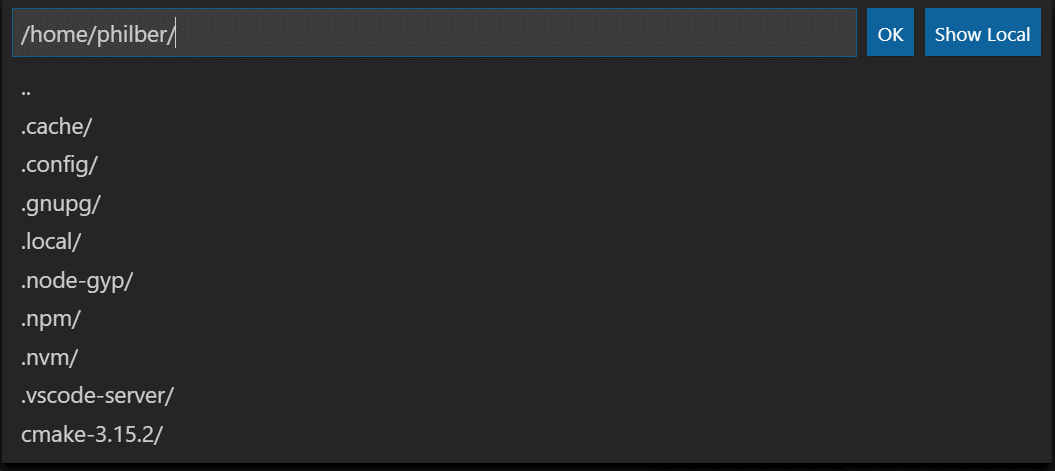 /home/philber/ OK Show Local
..
.cache/
.config/
.gnupg/
.local/
.node-gyp/
.npm/
.nvm/
.vscode-server/
cmake-3.15.2/